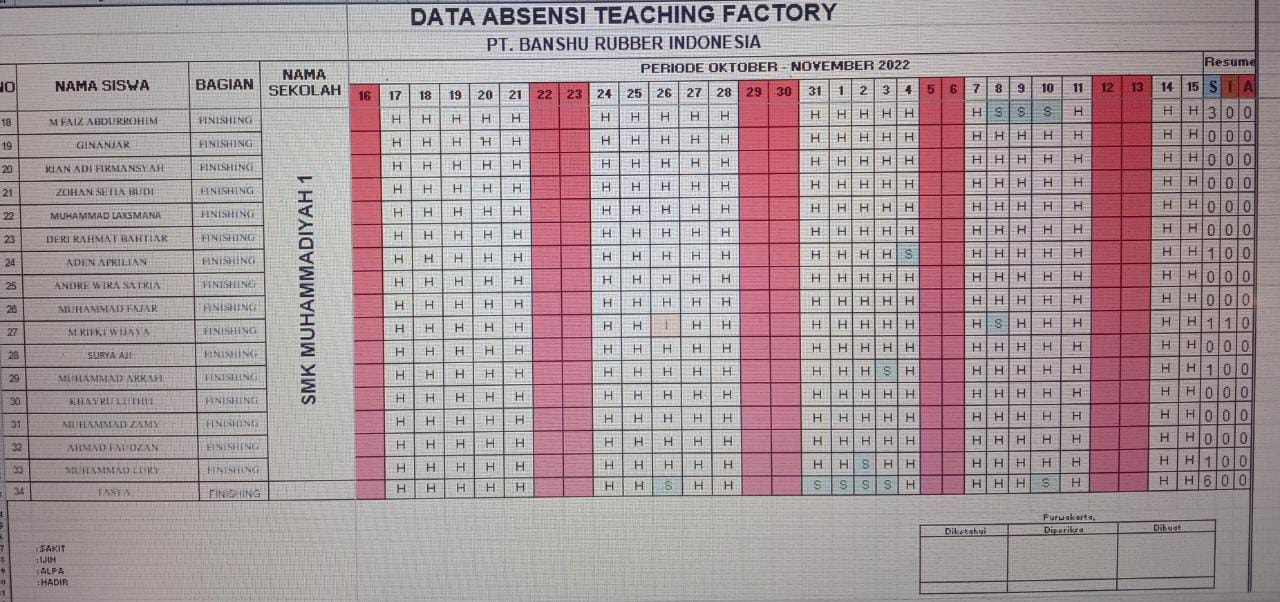 DATA ABSENSI TEACHING FACTORY
PT. BANSHU RUBBER INDONESIA
NO NAMA SISWA BAGIAN NAMA SEKOLAH PERIODE OKTOBER - NOVEMBER 2022 Resume
16 17 18 19 20 21 22 23 24 25 26 27 28 29 30 31 1 2 3 4 5 6 7 8 9 10 11 12 13 14 15 S I A
SMK MUHAMMADIYAH 1
18 M FAIZ ABDURROHIM FINISHING H H H H H H H H H H H H H H H H S S S H H H 3 0 0
19 GINANJAR FINISHING H H H 'H H H H H H H H H H H H H H H H H H H 0 0 0
20 RIAN ADI FIRMANSYAH FINISHING H H H H H H H H H H H H H H H H H H H H H H 0 0 0
21 ZOHAN SETIA BUDI FINISHING H H H H H H H H H H H H H H H H H H H H H H 0 0 0
22 MUHAMMAD LAKSMANA FINISHING H H H H H H H H H H H H H H H H H H H H H H 0 0 0
23 DERI RAHMAT BAHTIAR FINISHING H H H H H H H H H H H H H H H H H H H H H H 0 0 0
24 ADEN APRILIAN FINISHING H H H H H H H H H H H H H H S H H H H H H H 1 0 0
25 ANDRE WIRA SATRIA FINISHING H H H H H H H H H H H H H H H H H H H H H H 0 0 0
26 MUHAMMAD FAJAR FINISHING H H H H H H H H H H H H H H H H H H H H H H 0 0 0
27 M RIFKI WIJAYA FINISHING H H H H H H H I H H H H H H H H S H H H H H 1 1 0
28 SURYA AJI FINISHING H H H H H H H H H H H H H H H H H H H H H H 0 0 0
29 MUHAMMAD ARRAFI FINISHING H H H H H H H H H H H H H S H H H H H H H H 1 0 0
30 KHAYRU LUTHFI FINISHING H H H H H H H H H H H H H H H H H H H H H H 0 0 0
31 MUHAMMAD ZAMY FINISHING H H H H H H H H H H H H H H H H H H H H H H 0 0 0
32 AHMAD FAUDZAN FINISHING H H H H H H H H H H H H H H H H H H H H H H 0 0 0
33 MUHAMMAD LURY FINISHING H H H H H H H H H H H H S H H H H H H H H H 1 0 0
34 TASYA FINISHING H H H H H H H S H H S S S S H H H H S H H H 6 0 0
Purwakarta,
Diketahui Diperiksa Dibuat
:SAKIT
:IJIN
:ALPA
:HADIR